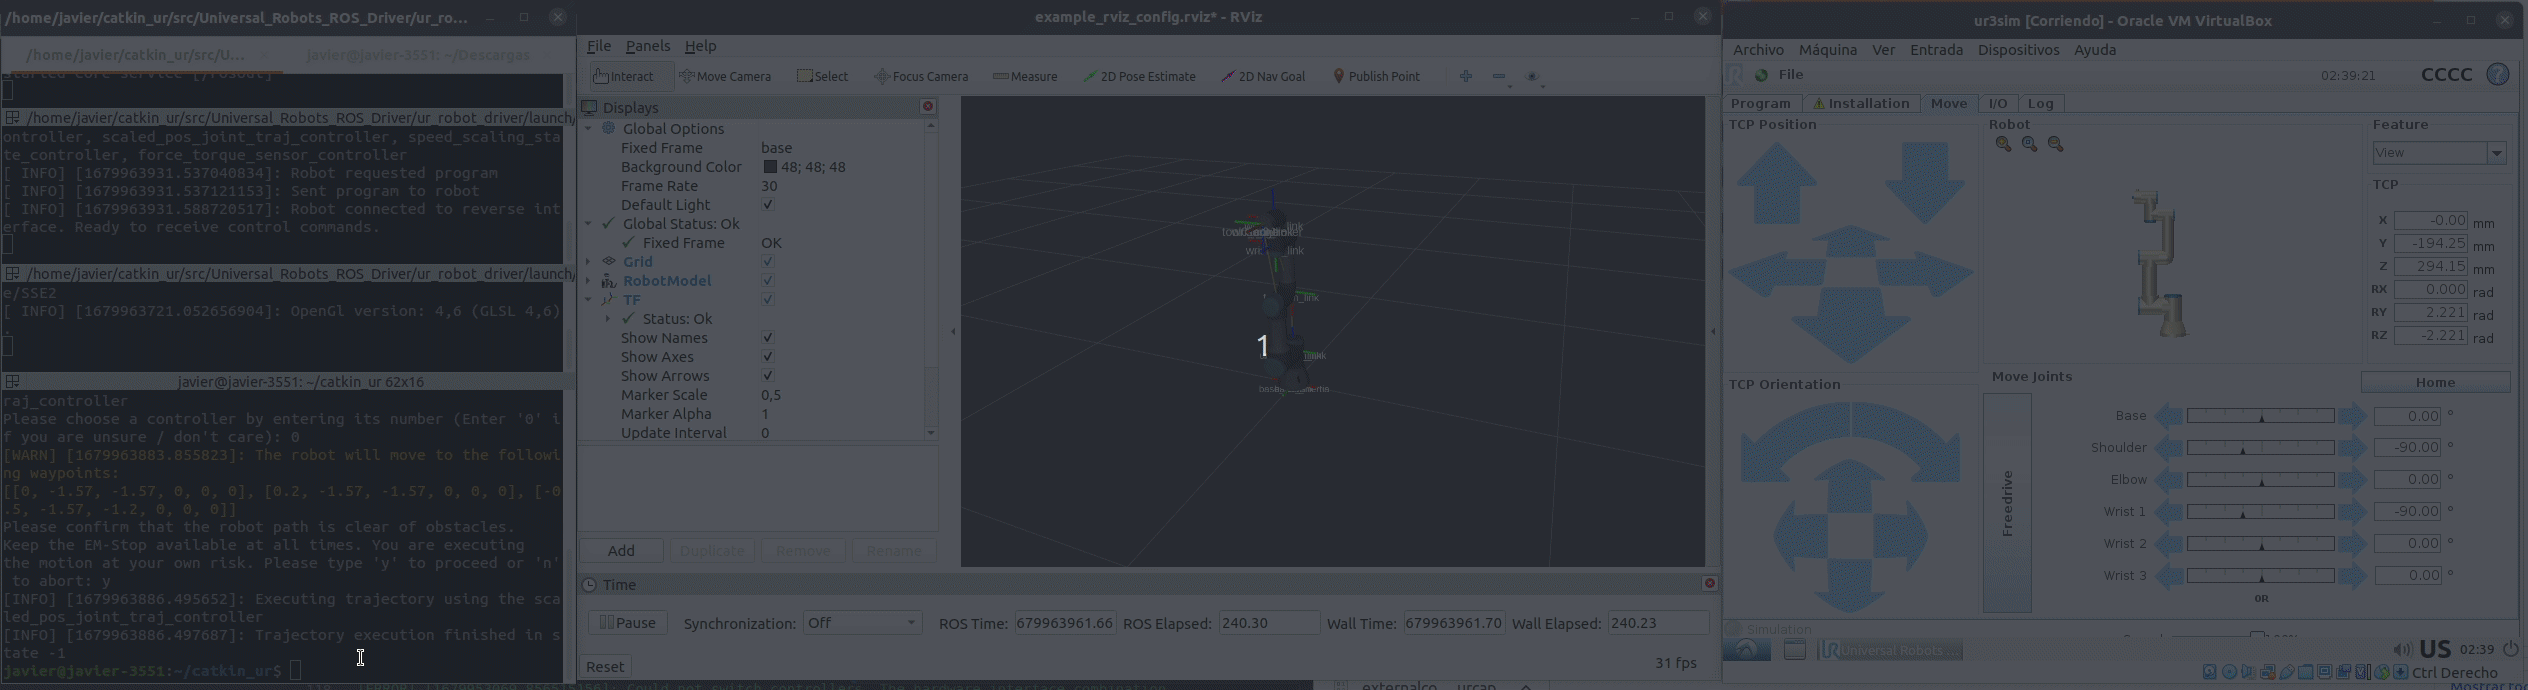 /home/javier/catkin_ur/src/Universal_Robots_ROS_Driver/ur_ro...
/home/javier/catkin_ur/src/U...
javier@javier-3551: ~/Descargas
started core service [/rosout]
/home/javier/catkin_ur/src/Universal_Robots_ROS_Driver/ur_robot_driver/launch/
ontroller, scaled_pos_joint_traj_controller, speed_scaling_sta
te_controller, force_torque_sensor_controller
[ INFO] [1679963931.537040834]: Robot requested program
[ INFO] [1679963931.537121153]: Sent program to robot
[ INFO] [1679963931.588720517]: Robot connected to reverse int
erface. Ready to receive control commands.
/home/javier/catkin_ur/src/Universal_Robots_ROS_Driver/ur_robot_driver/launch/
e/SSE2
[ INFO] [1679963721.052656904]: OpenGl version: 4,6 (GLSL 4,6)
.
javier@javier-3551: ~/catkin_ur 62x16
raj_controller
Please choose a controller by entering its number (Enter '0' i
f you are unsure / don't care): 0
[WARN] [1679963883.855823]: The robot will move to the followi
ng waypoints:
[[0, -1.57, -1.57, 0, 0, 0], [0.2, -1.57, -1.57, 0, 0, 0], [-0
.5, -1.57, -1.2, 0, 0, 0]]
Please confirm that the robot path is clear of obstacles.
Keep the EM-Stop available at all times. You are executing
the motion at your own risk. Please type 'y' to proceed or 'n'
to abort: y
[INFO] [1679963886.495652]: Executing trajectory using the sca
led_pos_joint_traj_controller
[INFO] [1679963886.497687]: Trajectory execution finished in s
tate -1
javier@javier-3551:~/catkin_ur$
example_rviz_config.rviz* - RViz
File Panels Help
Interact Move Camera Select Focus Camera Measure 2D Pose Estimate 2D Nav Goal Publish Point
Displays
Global Options
Fixed Frame base
Background Color 48; 48; 48
Frame Rate 30
Default Light
Global Status: Ok
Fixed Frame OK
Grid
RobotModel
TF
Status: Ok
Show Names
Show Axes
Show Arrows
Marker Scale 0,5
Marker Alpha 1
Update Interval 0
Add Duplicate Remove Rename
1
Time
Pause Synchronization: Off ROS Time: 679963961.66 ROS Elapsed: 240.30 Wall Time: 679963961.70 Wall Elapsed: 240.23
Reset
31 fps
ur3sim [Corriendo] - Oracle VM VirtualBox
Archivo Máquina Ver Entrada Dispositivos Ayuda
File
02:39:21 CCCC
Program Installation Move I/O Log
TCP Position
Robot
Feature
View
TCP
X -0.00 mm
Y -194.25 mm
Z 294.15 mm
RX 0.000 rad
RY 2.221 rad
RZ -2.221 rad
TCP Orientation
Move Joints
Home
Freedrive
Base 0.00 °
Shoulder -90.00 °
Elbow 0.00 °
Wrist 1 -90.00 °
Wrist 2 0.00 °
Wrist 3 0.00 °
OR
Simulation
Universal Robots ...
US 02:39
Ctrl Derecho